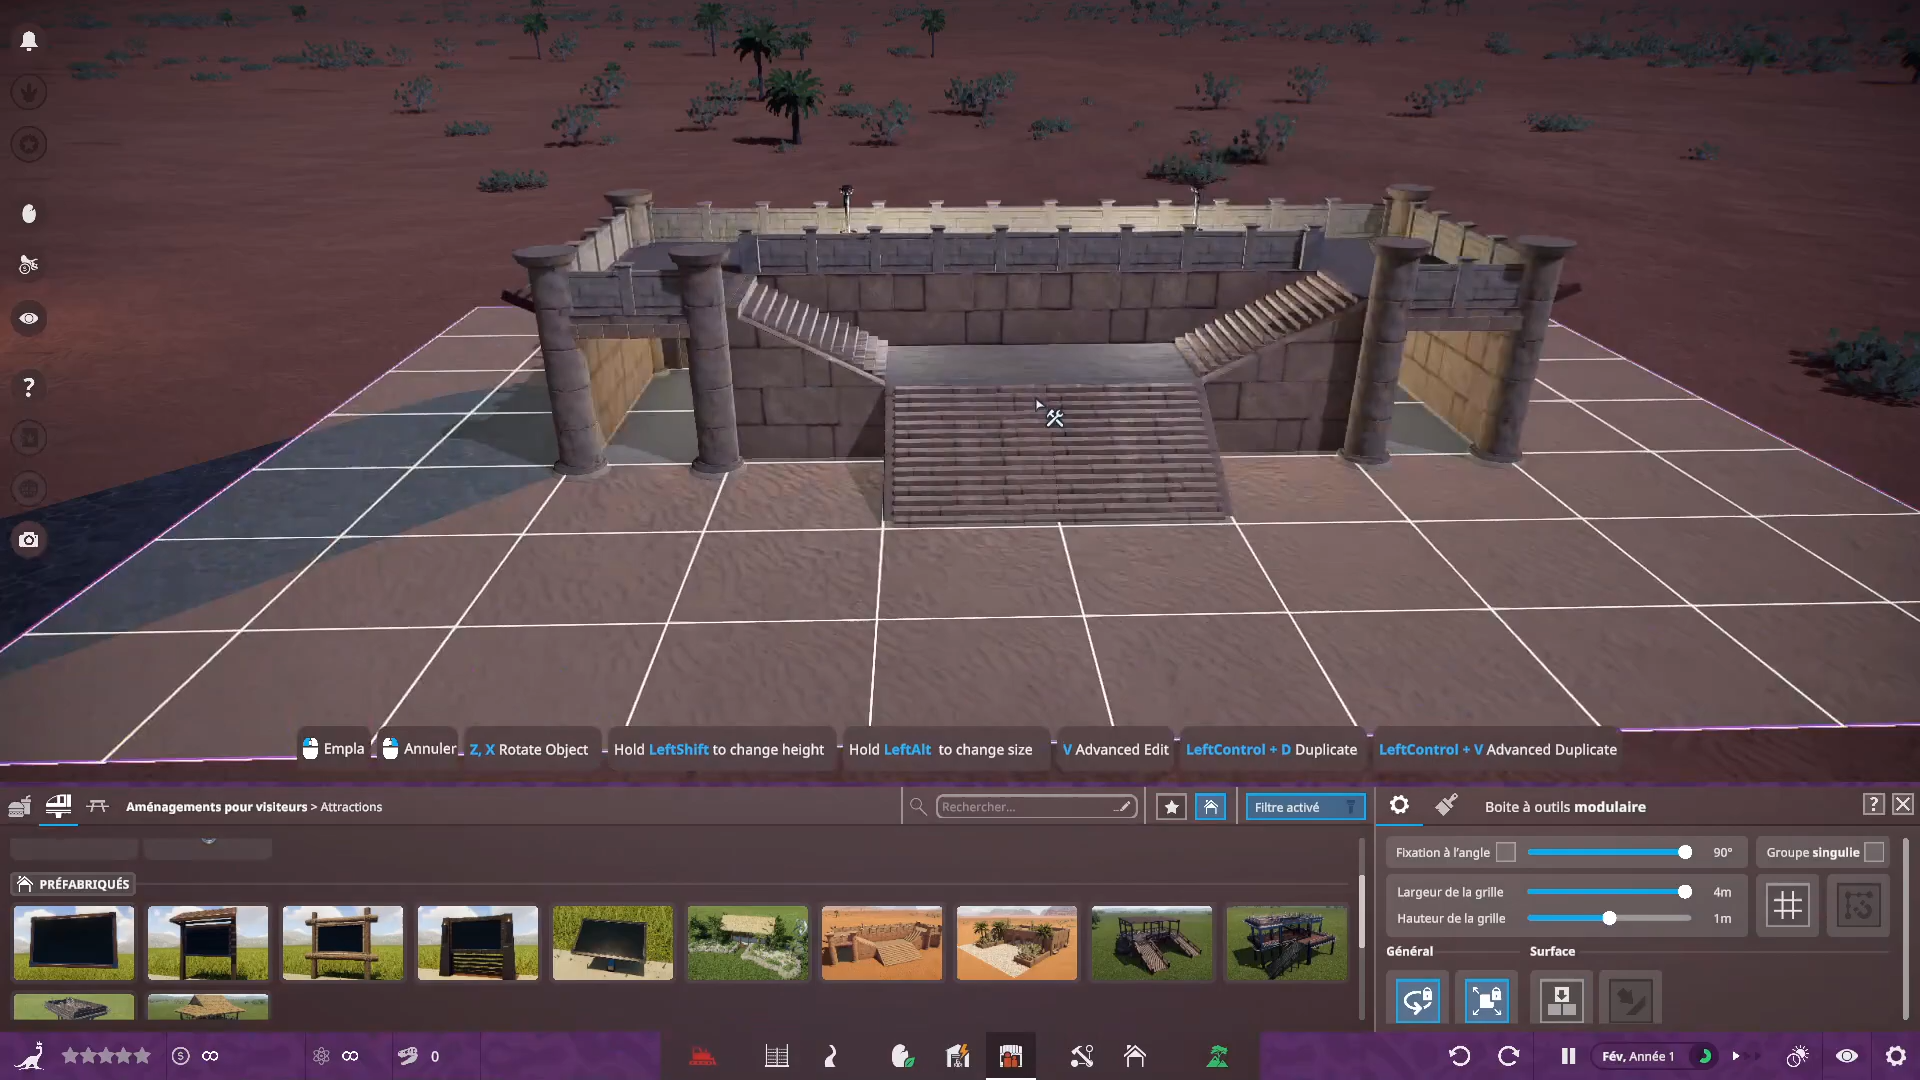 Empla
Annuler
Z, X Rotate Object
Hold LeftShift to change height
Hold LeftAlt to change size
V Advanced Edit
LeftControl + D Duplicate
LeftControl + V Advanced Duplicate
Aménagements pour visiteurs > Attractions
Rechercher...
Filtre activé
Boite à outils modulaire
?
Fixation à l'angle
90°
Groupe singulie
PRÉFABRIQUÉS
Largeur de la grille
4m
Hauteur de la grille
1m
Général
Surface
∞
∞
0
Fév, Année 1
?